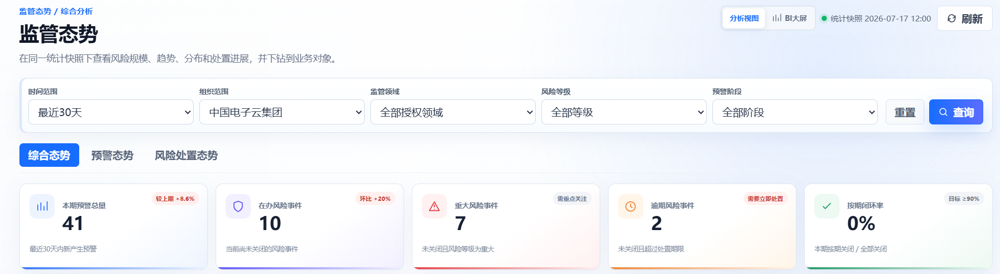 监管态势 / 综合分析
监管态势
在同一统计快照下查看风险规模、趋势、分布和处置进展，并下钻到业务对象。
分析视图
BI大屏
统计快照 2026-07-17 12:00
刷新
时间范围
最近30天
组织范围
中国电子云集团
监管领域
全部授权领域
风险等级
全部等级
预警阶段
全部阶段
重置
查询
综合态势
预警态势
风险处置态势
较上期 +8.6%
本期预警总量
41
最近30天内新产生预警
环比 +20%
在办风险事件
10
当前尚未关闭的风险事件
需重点关注
重大风险事件
7
未关闭且风险等级为重大
需要立即处置
逾期风险事件
2
未关闭且超过处置期限
目标 ≥90%
按期闭环率
0%
本期按期关闭 / 全部关闭